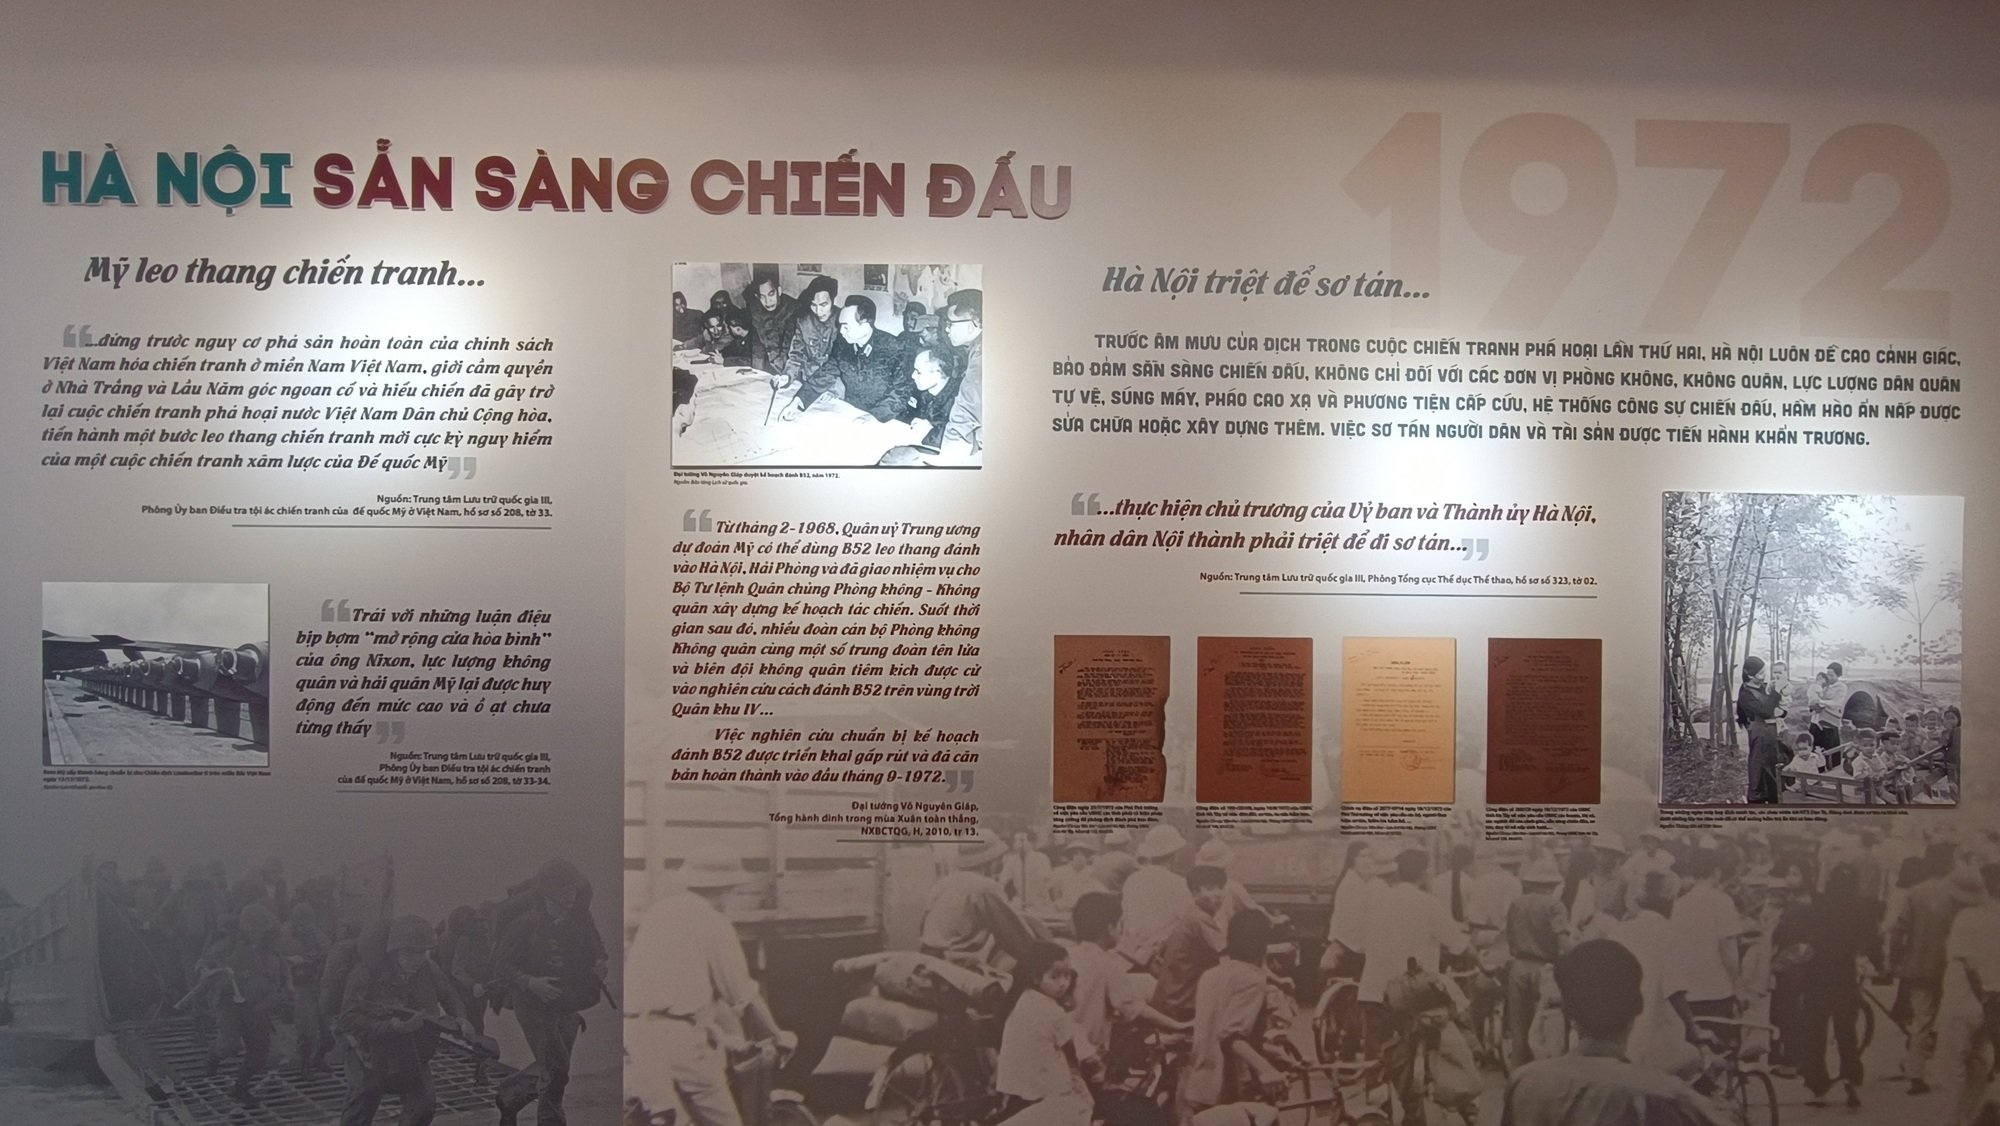 1972
HÀ NỘI SẴN SÀNG CHIẾN ĐẤU
Mỹ leo thang chiến tranh...
“...đứng trước nguy cơ phá sản hoàn toàn của chính sách
Việt Nam hóa chiến tranh ở miền Nam Việt Nam, giới cầm quyền
ở Nhà Trắng và Lầu Năm góc ngoan cố và hiếu chiến đã gây trở
lại cuộc chiến tranh phá hoại nước Việt Nam Dân chủ Cộng hòa,
tiến hành một bước leo thang chiến tranh mới cực kỳ nguy hiểm
của một cuộc chiến tranh xâm lược của Đế quốc Mỹ”
Nguồn: Trung tâm Lưu trữ quốc gia III,
Phông Ủy ban Điều tra tội ác chiến tranh của đế quốc Mỹ ở Việt Nam, hồ sơ số 208, tờ 33.
“Trái với những luận điệu
bịp bợm “mở rộng cửa hòa bình”
của ông Nixon, lực lượng không
quân và hải quân Mỹ lại được huy
động đến mức cao và ồ ạt chưa
từng thấy”
Nguồn: Trung tâm Lưu trữ quốc gia III,
Phông Ủy ban Điều tra tội ác chiến tranh
của đế quốc Mỹ ở Việt Nam, hồ sơ số 208, tờ 33-34.
Đại tướng Võ Nguyên Giáp duyệt kế hoạch đánh B52, năm 1972.
Nguồn: Bảo tàng Lịch sử quốc gia.
“Từ tháng 2-1968, Quân uỷ Trung ương
dự đoán Mỹ có thể dùng B52 leo thang đánh
vào Hà Nội, Hải Phòng và đã giao nhiệm vụ cho
Bộ Tư lệnh Quân chủng Phòng không - Không
quân xây dựng kế hoạch tác chiến. Suốt thời
gian sau đó, nhiều đoàn cán bộ Phòng không
Không quân cùng một số trung đoàn tên lửa
và biên đội không quân tiêm kích được cử
vào nghiên cứu cách đánh B52 trên vùng trời
Quân khu IV...
Việc nghiên cứu chuẩn bị kế hoạch
đánh B52 được triển khai gấp rút và đã căn
bản hoàn thành vào đầu tháng 9-1972.”
Đại tướng Võ Nguyên Giáp,
Tổng hành dinh trong mùa Xuân toàn thắng,
NXBCTQG, H, 2010, tr 13.
Hà Nội triệt để sơ tán...
TRƯỚC ÂM MƯU CỦA ĐỊCH TRONG CUỘC CHIẾN TRANH PHÁ HOẠI LẦN THỨ HAI, HÀ NỘI LUÔN ĐỀ CAO CẢNH GIÁC,
BẢO ĐẢM SẴN SÀNG CHIẾN ĐẤU, KHÔNG CHỈ ĐỐI VỚI CÁC ĐƠN VỊ PHÒNG KHÔNG, KHÔNG QUÂN, LỰC LƯỢNG DÂN QUÂN
TỰ VỆ, SÚNG MÁY, PHÁO CAO XẠ VÀ PHƯƠNG TIỆN CẤP CỨU, HỆ THỐNG CÔNG SỰ CHIẾN ĐẤU, HẦM HÀO ẨN NẤP ĐƯỢC
SỬA CHỮA HOẶC XÂY DỰNG THÊM. VIỆC SƠ TÁN NGƯỜI DÂN VÀ TÀI SẢN ĐƯỢC TIẾN HÀNH KHẨN TRƯƠNG.
“...thực hiện chủ trương của Uỷ ban và Thành ủy Hà Nội,
nhân dân Nội thành phải triệt để đi sơ tán...”
Nguồn: Trung tâm Lưu trữ quốc gia III, Phông Tổng cục Thể dục Thể thao, hồ sơ số 323, tờ 02.